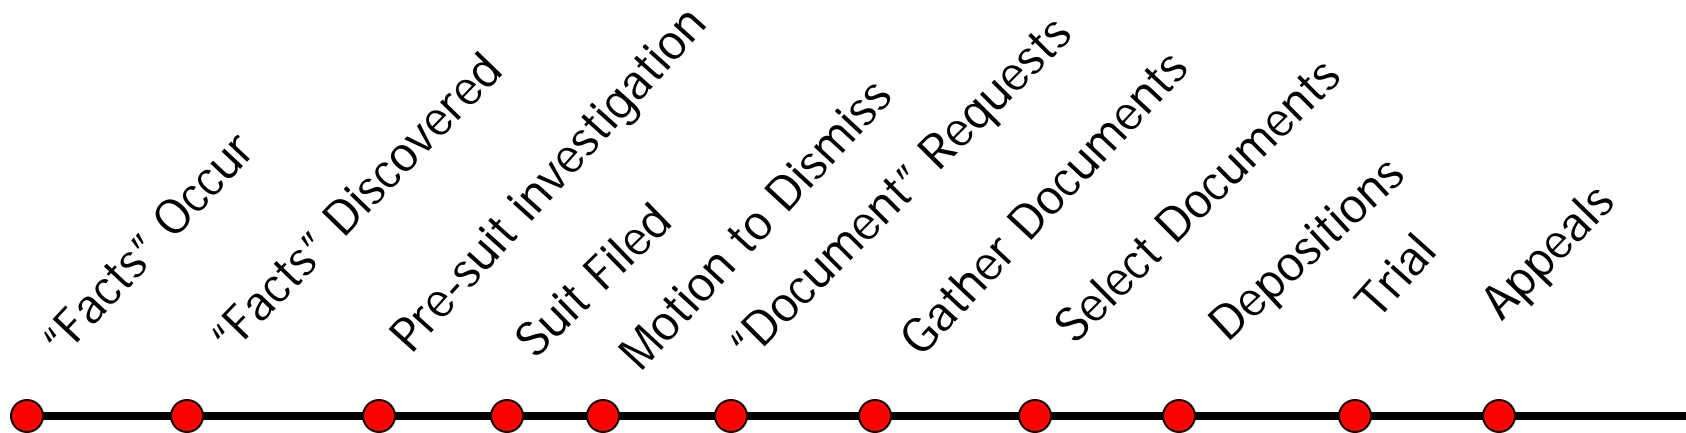 “Facts” Occur
“Facts” Discovered
Pre-suit investigation
Suit Filed
Motion to Dismiss
“Document” Requests
Gather Documents
Select Documents
Depositions
Trial
Appeals